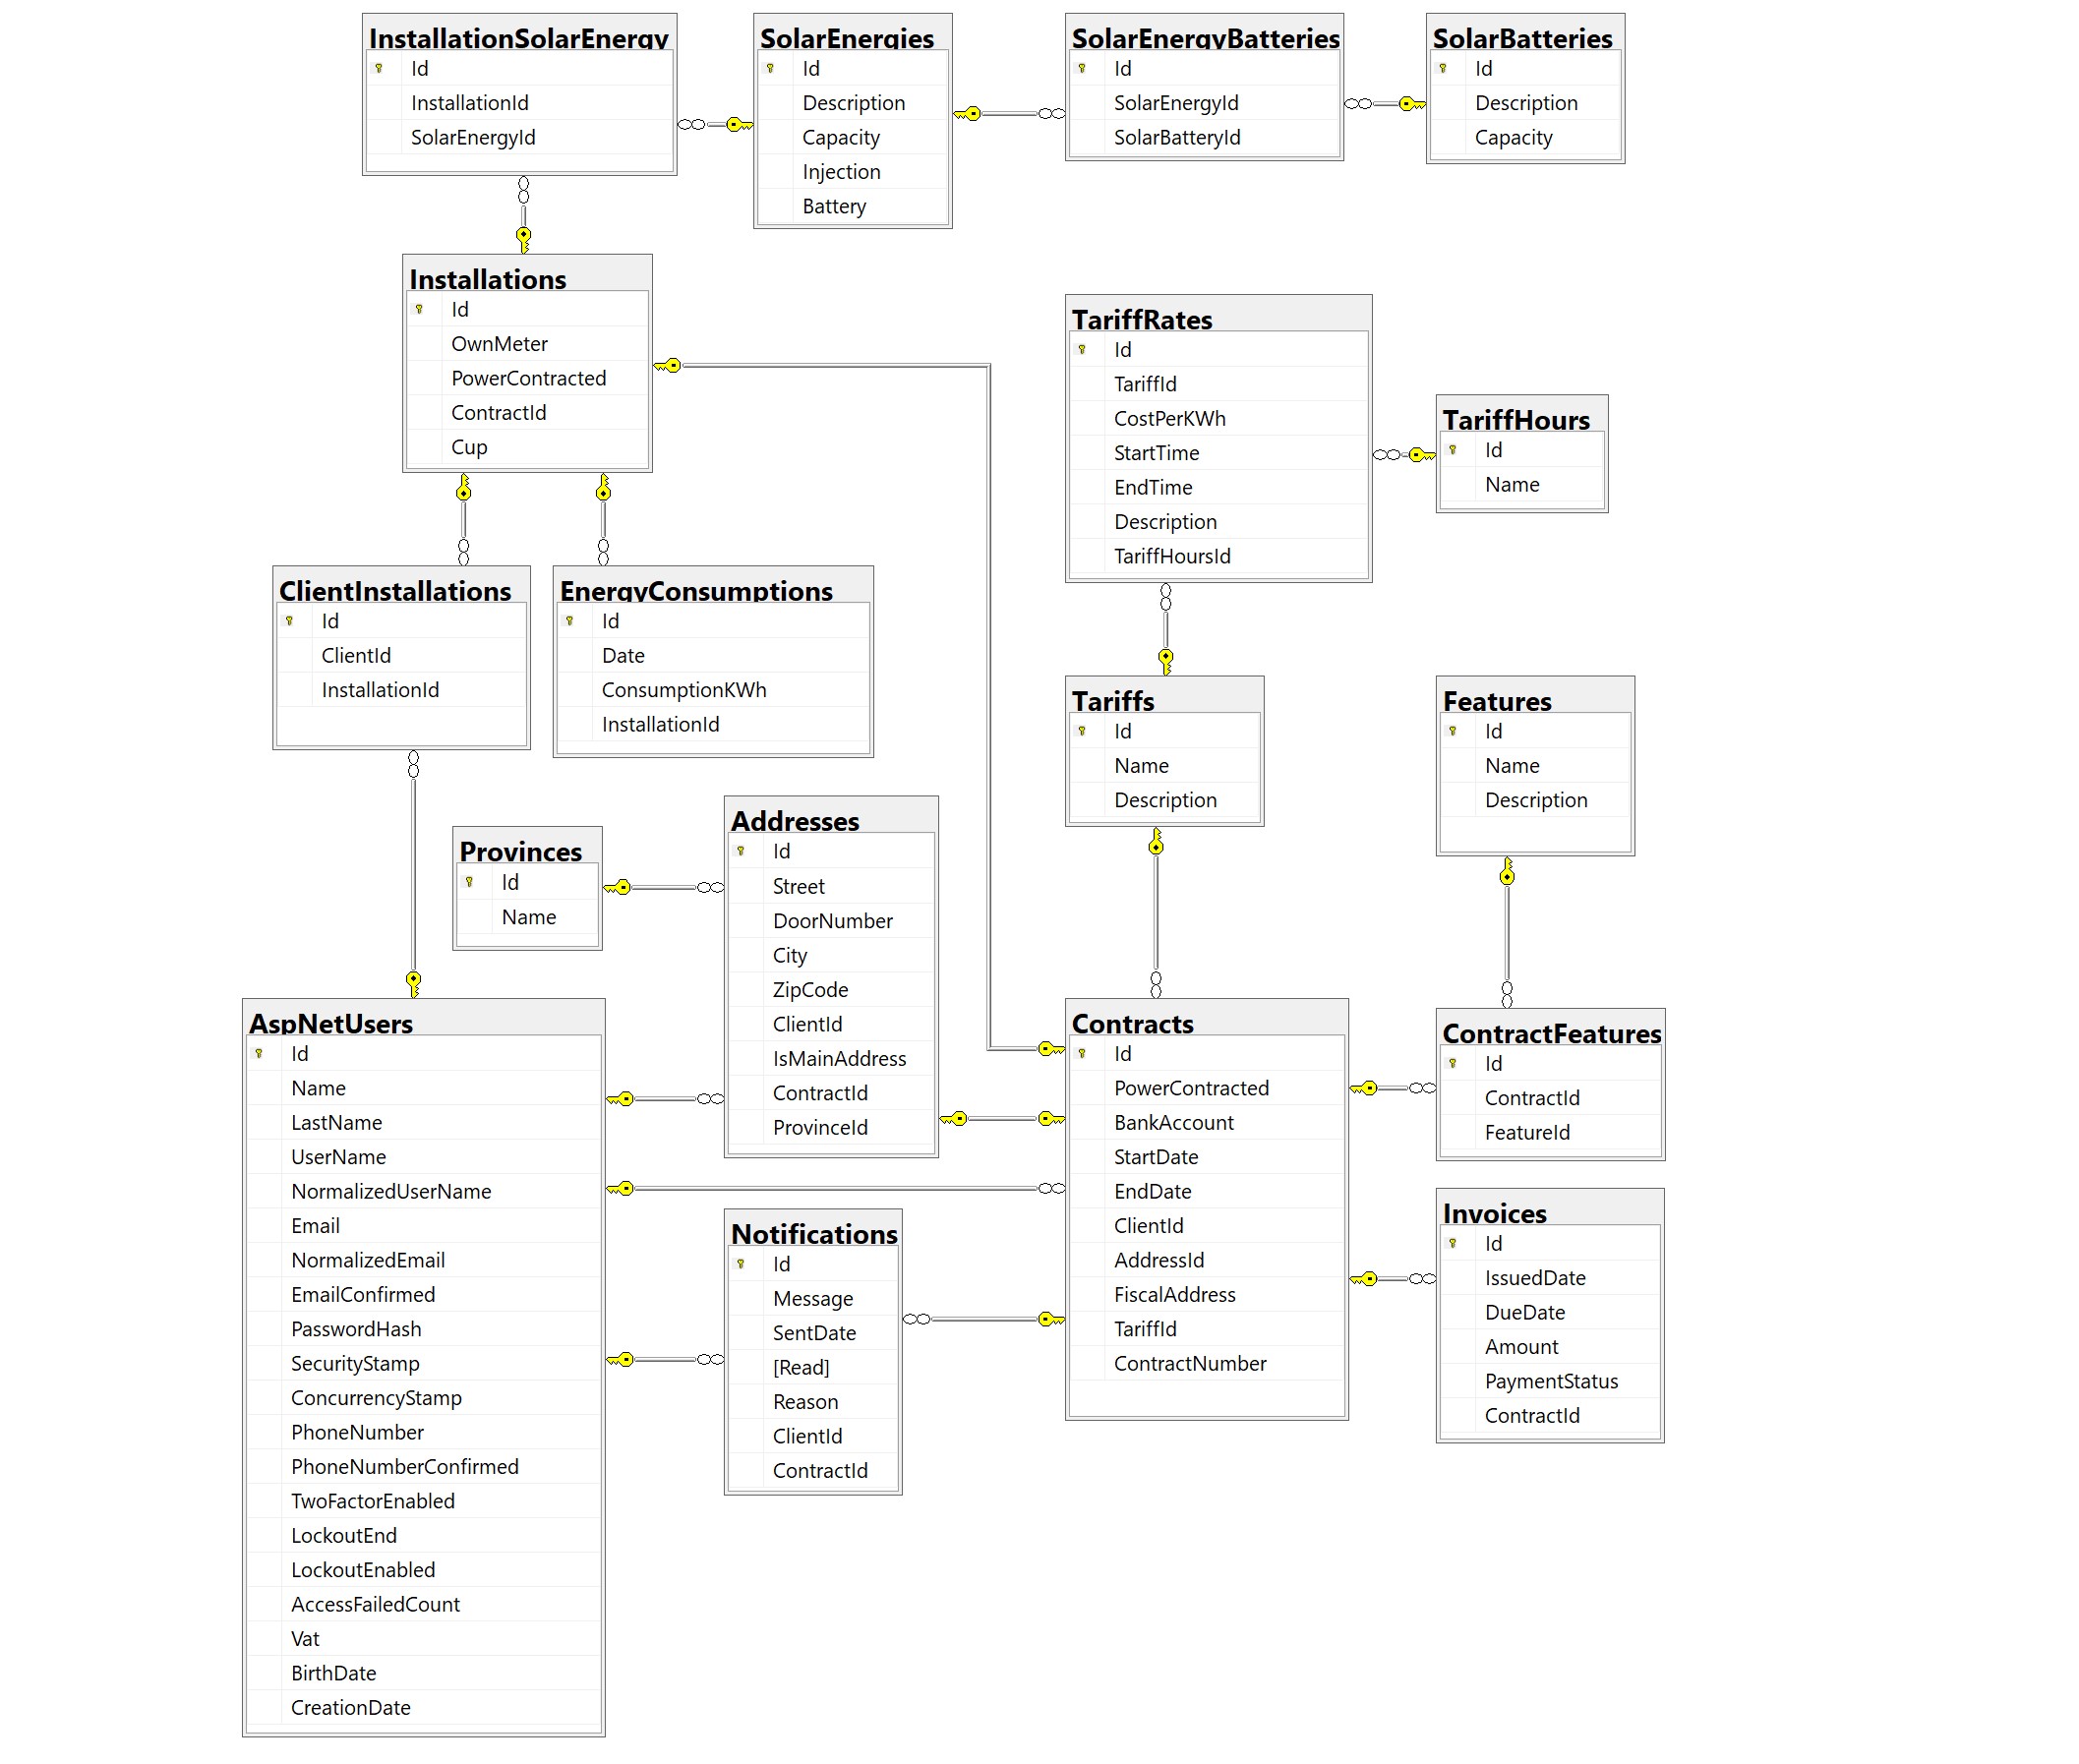 InstallationSolarEnergy
Id
InstallationId
SolarEnergyId
SolarEnergies
Id
Description
Capacity
Injection
Battery
SolarEnergyBatteries
Id
SolarEnergyId
SolarBatteryId
SolarBatteries
Id
Description
Capacity
Installations
Id
OwnMeter
PowerContracted
ContractId
Cup
TariffRates
Id
TariffId
CostPerKWh
StartTime
EndTime
Description
TariffHoursId
TariffHours
Id
Name
ClientInstallations
Id
ClientId
InstallationId
EnergyConsumptions
Id
Date
ConsumptionKWh
InstallationId
Tariffs
Id
Name
Description
Features
Id
Name
Description
Provinces
Id
Name
Addresses
Id
Street
DoorNumber
City
ZipCode
ClientId
IsMainAddress
ContractId
ProvinceId
AspNetUsers
Id
Name
LastName
UserName
NormalizedUserName
Email
NormalizedEmail
EmailConfirmed
PasswordHash
SecurityStamp
ConcurrencyStamp
PhoneNumber
PhoneNumberConfirmed
TwoFactorEnabled
LockoutEnd
LockoutEnabled
AccessFailedCount
Vat
BirthDate
CreationDate
Notifications
Id
Message
SentDate
[Read]
Reason
ClientId
ContractId
Contracts
Id
PowerContracted
BankAccount
StartDate
EndDate
ClientId
AddressId
FiscalAddress
TariffId
ContractNumber
ContractFeatures
Id
ContractId
FeatureId
Invoices
Id
IssuedDate
DueDate
Amount
PaymentStatus
ContractId